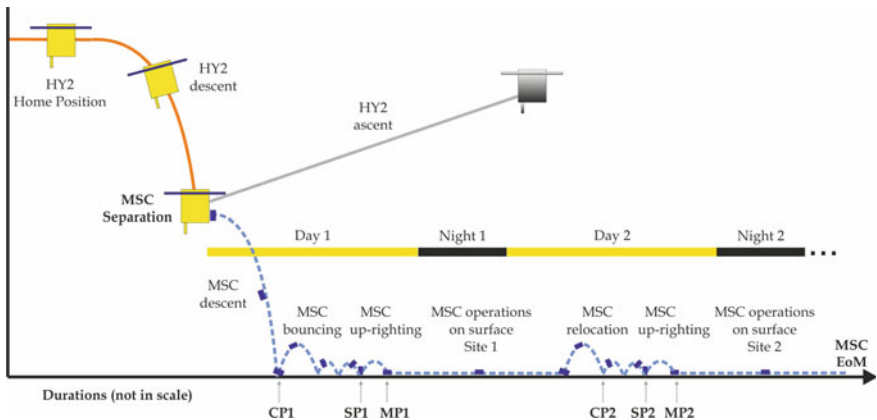 HY2
Home Position
HY2
descent
HY2
ascent
MSC
Separation
Day 1
Night 1
Day 2
Night 2
...
MSC
descent
MSC
bouncing
MSC
up-righting
MSC operations
on surface
Site 1
MSC
relocation
MSC
up-righting
MSC operations
on surface
Site 2
MSC
EoM
Durations (not in scale)
CP1
SP1
MP1
CP2
SP2
MP2